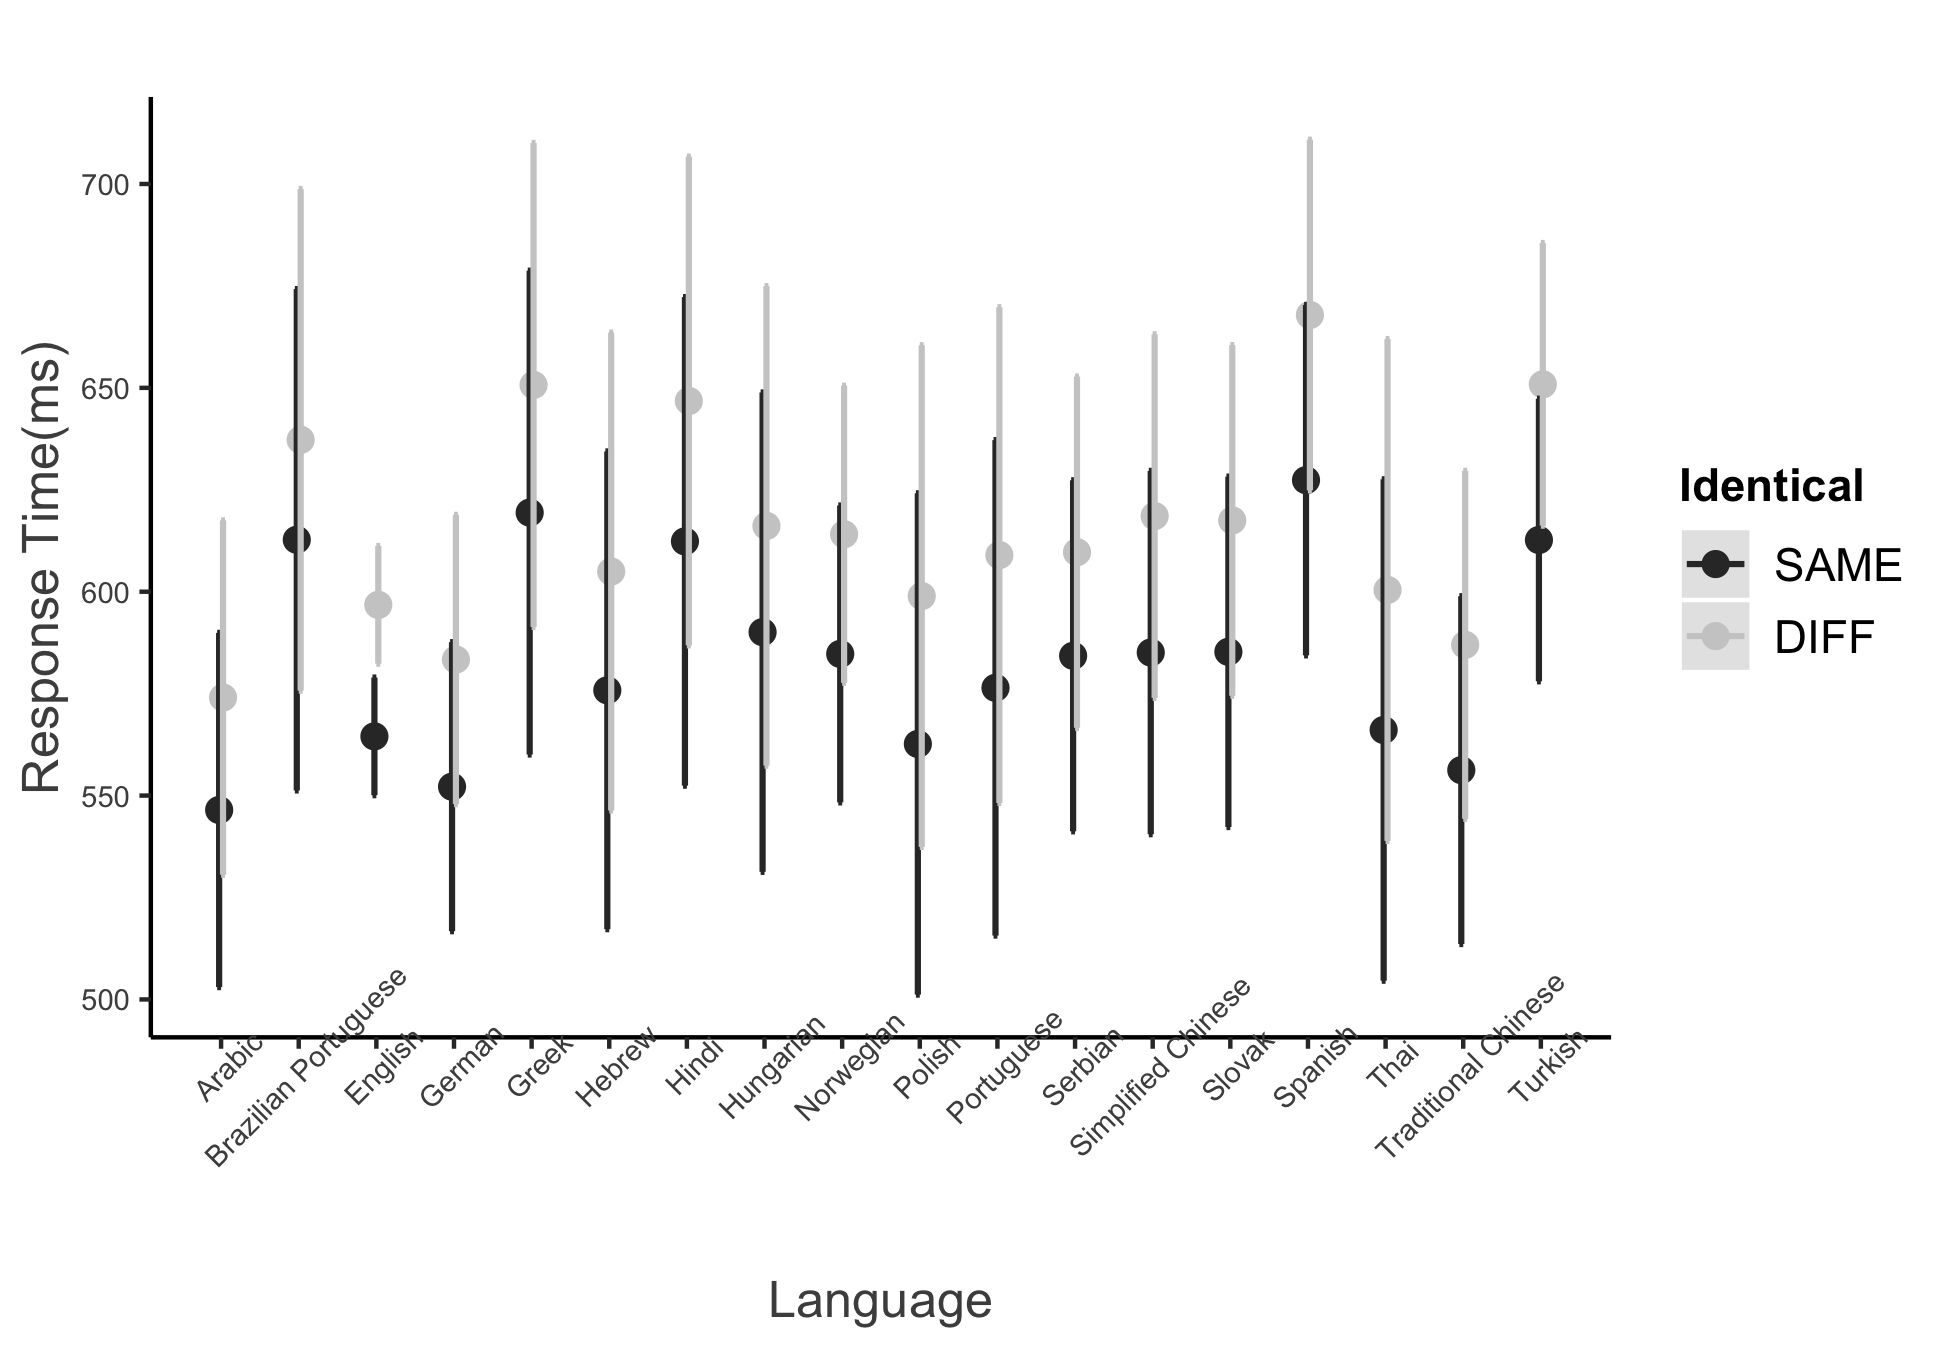 Response Time(ms)
700
650
600
550
500
Arabic
Brazilian Portuguese
English
German
Greek
Hebrew
Hindi
Hungarian
Norwegian
Polish
Portuguese
Serbian
Simplified Chinese
Slovak
Spanish
Thai
Traditional Chinese
Turkish
Language
Identical
SAME
DIFF